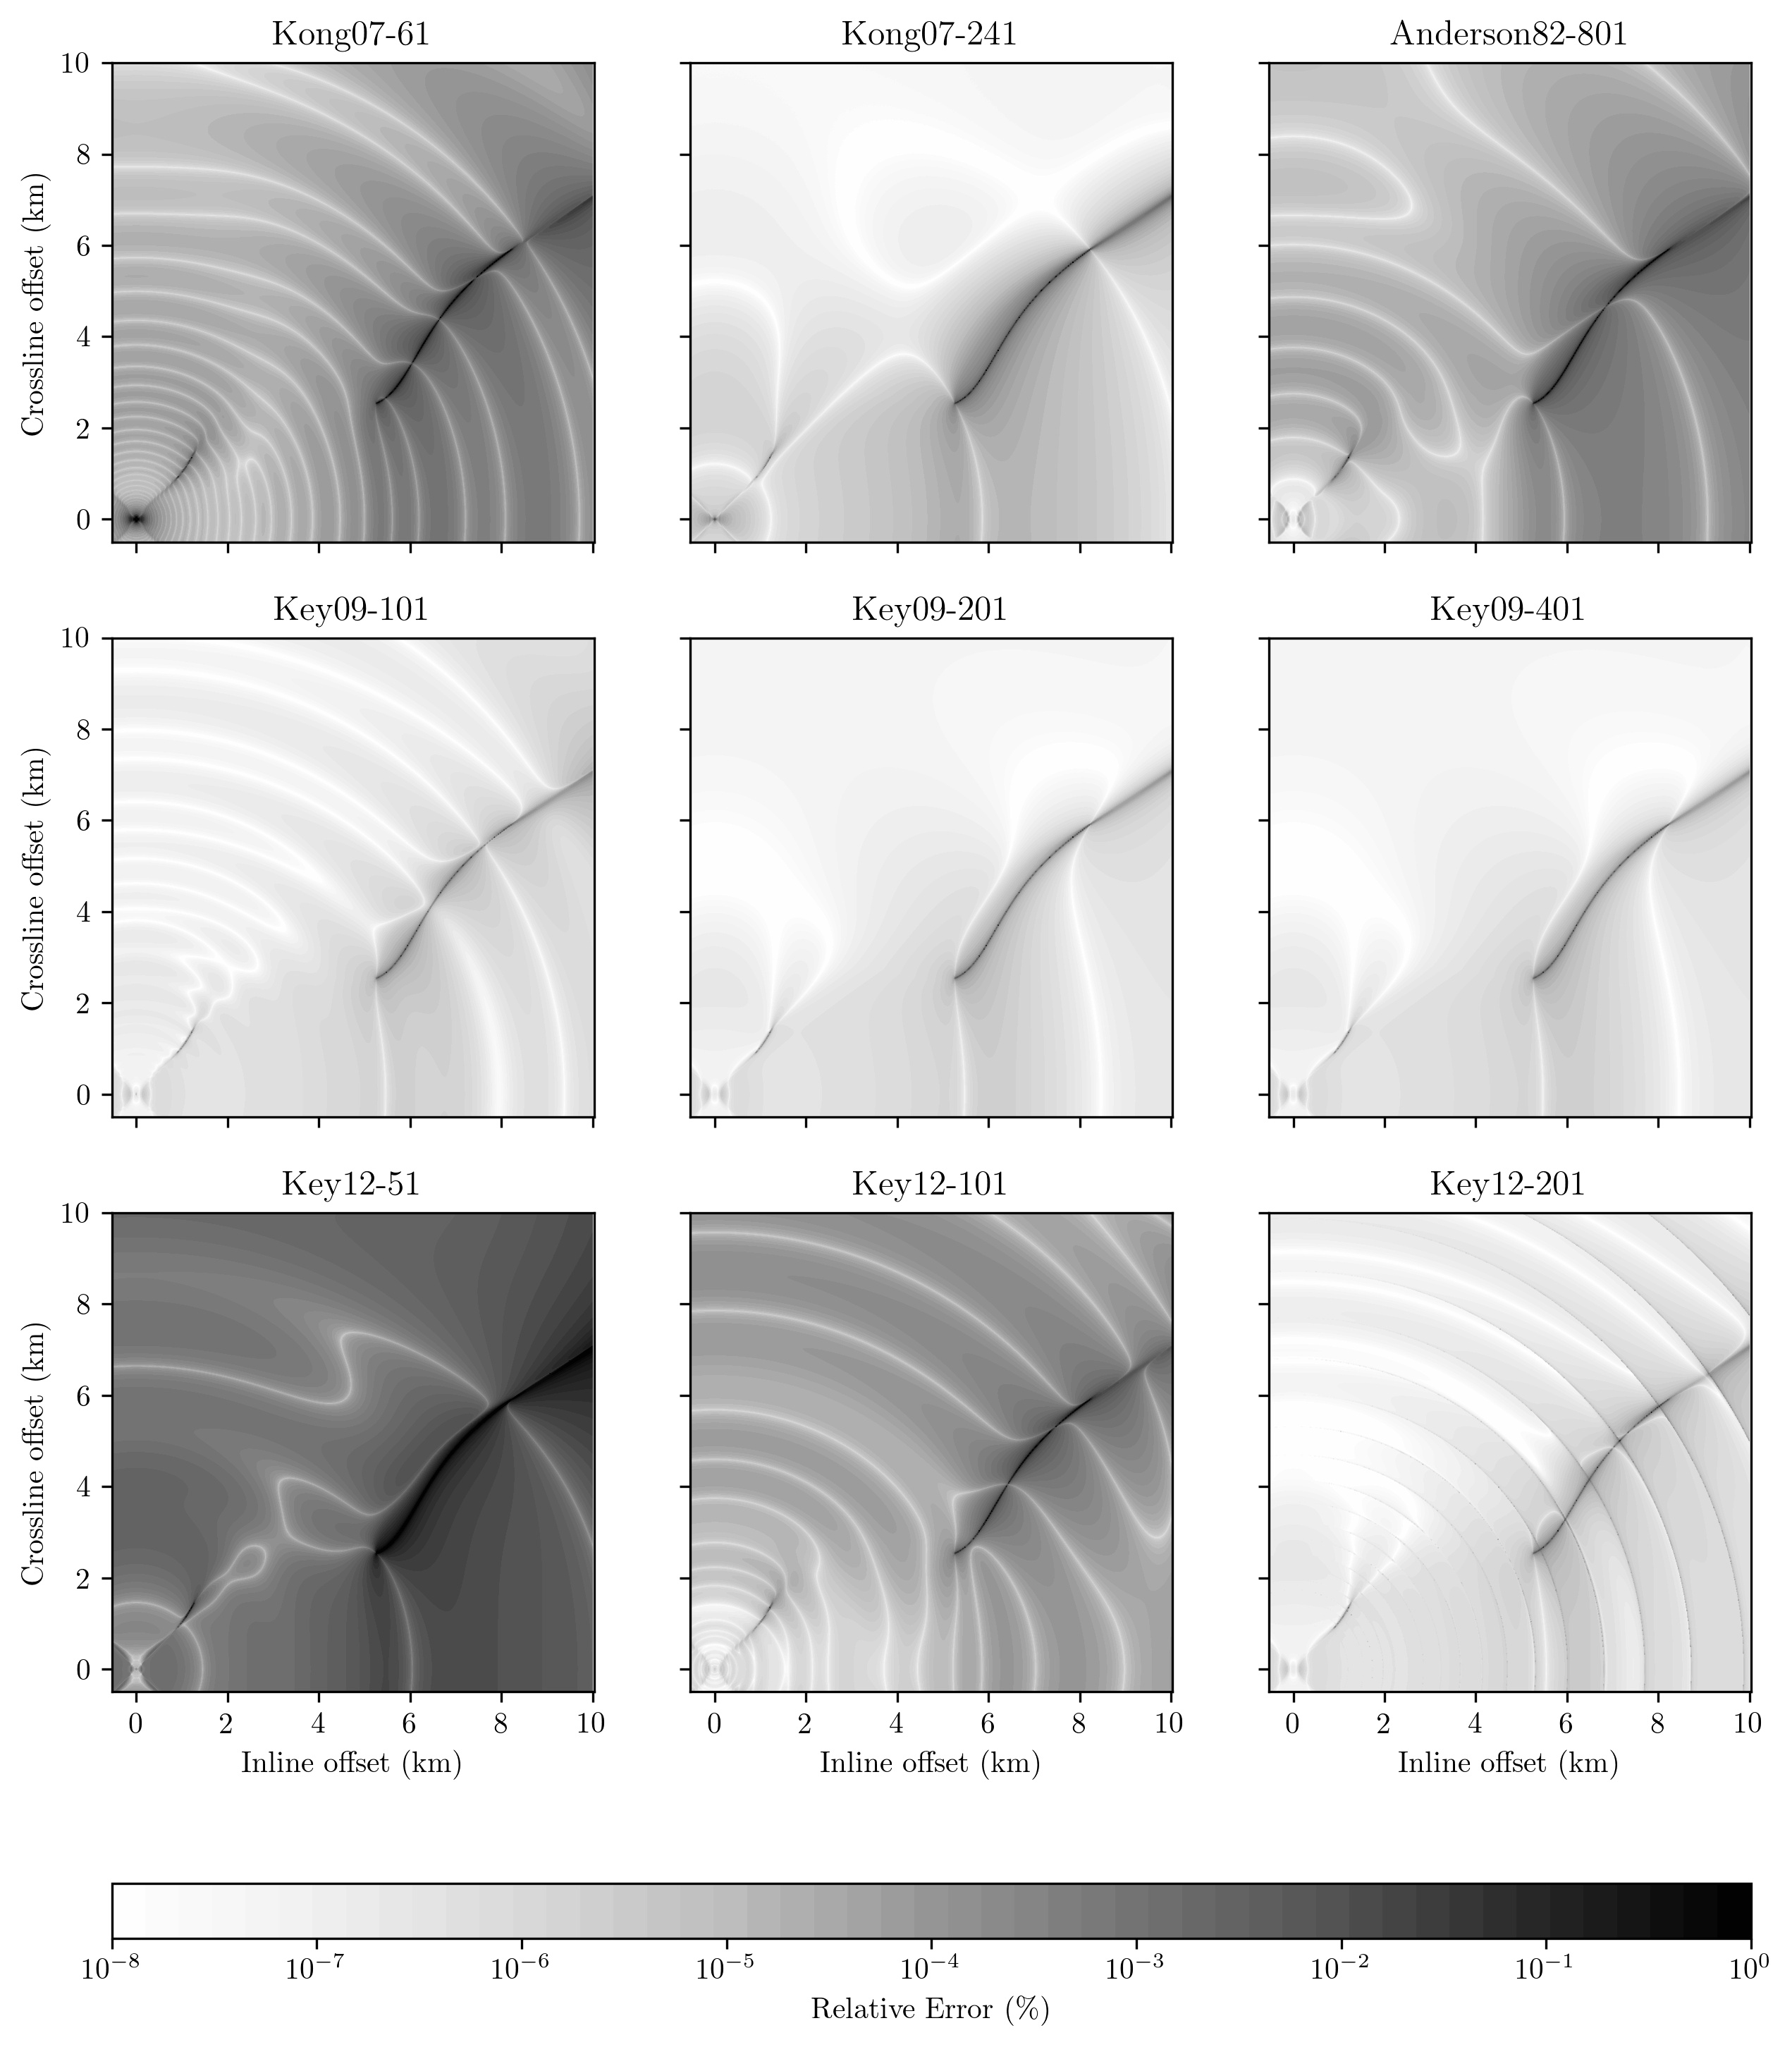 Kong07-61 Kong07-241 Anderson82-801
10
8
6
4
2
0
Crossline offset (km)
Key09-101 Key09-201 Key09-401
10
8
6
4
2
0
Crossline offset (km)
Key12-51 Key12-101 Key12-201
10
8
6
4
2
0
Crossline offset (km)
0 2 4 6 8 10 0 2 4 6 8 10 0 2 4 6 8 10
Inline offset (km) Inline offset (km) Inline offset (km)
10⁻⁸ 10⁻⁷ 10⁻⁶ 10⁻⁵ 10⁻⁴ 10⁻³ 10⁻² 10⁻¹ 10⁰
Relative Error (%)